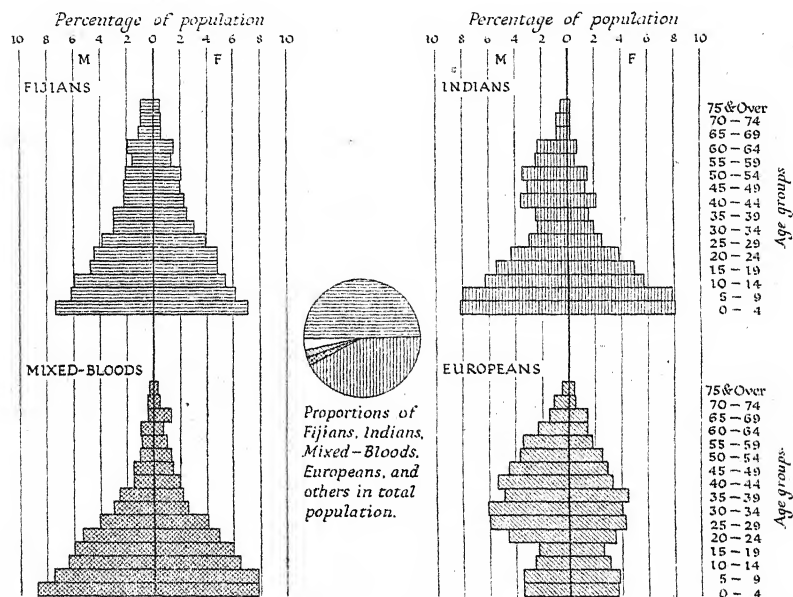 Percentage of population
10 8 6 4 2 0 2 4 6 8 10
M F
FIJIANS
Percentage of population
10 8 6 4 2 0 2 4 6 8 10
M F
INDIANS
75 & Over
70 – 74
65 – 69
60 – 64
55 – 59
50 – 54
45 – 49
40 – 44
35 – 39
30 – 34
25 – 29
20 – 24
15 – 19
10 – 14
5 – 9
0 – 4
Age groups
MIXED–BLOODS
Proportions of
Fijians, Indians,
Mixed–Bloods,
Europeans, and
others in total
population.
EUROPEANS
75 & Over
70 – 74
65 – 69
60 – 64
55 – 59
50 – 54
45 – 49
40 – 44
35 – 39
30 – 34
25 – 29
20 – 24
15 – 19
10 – 14
5 – 9
0 – 4
Age groups